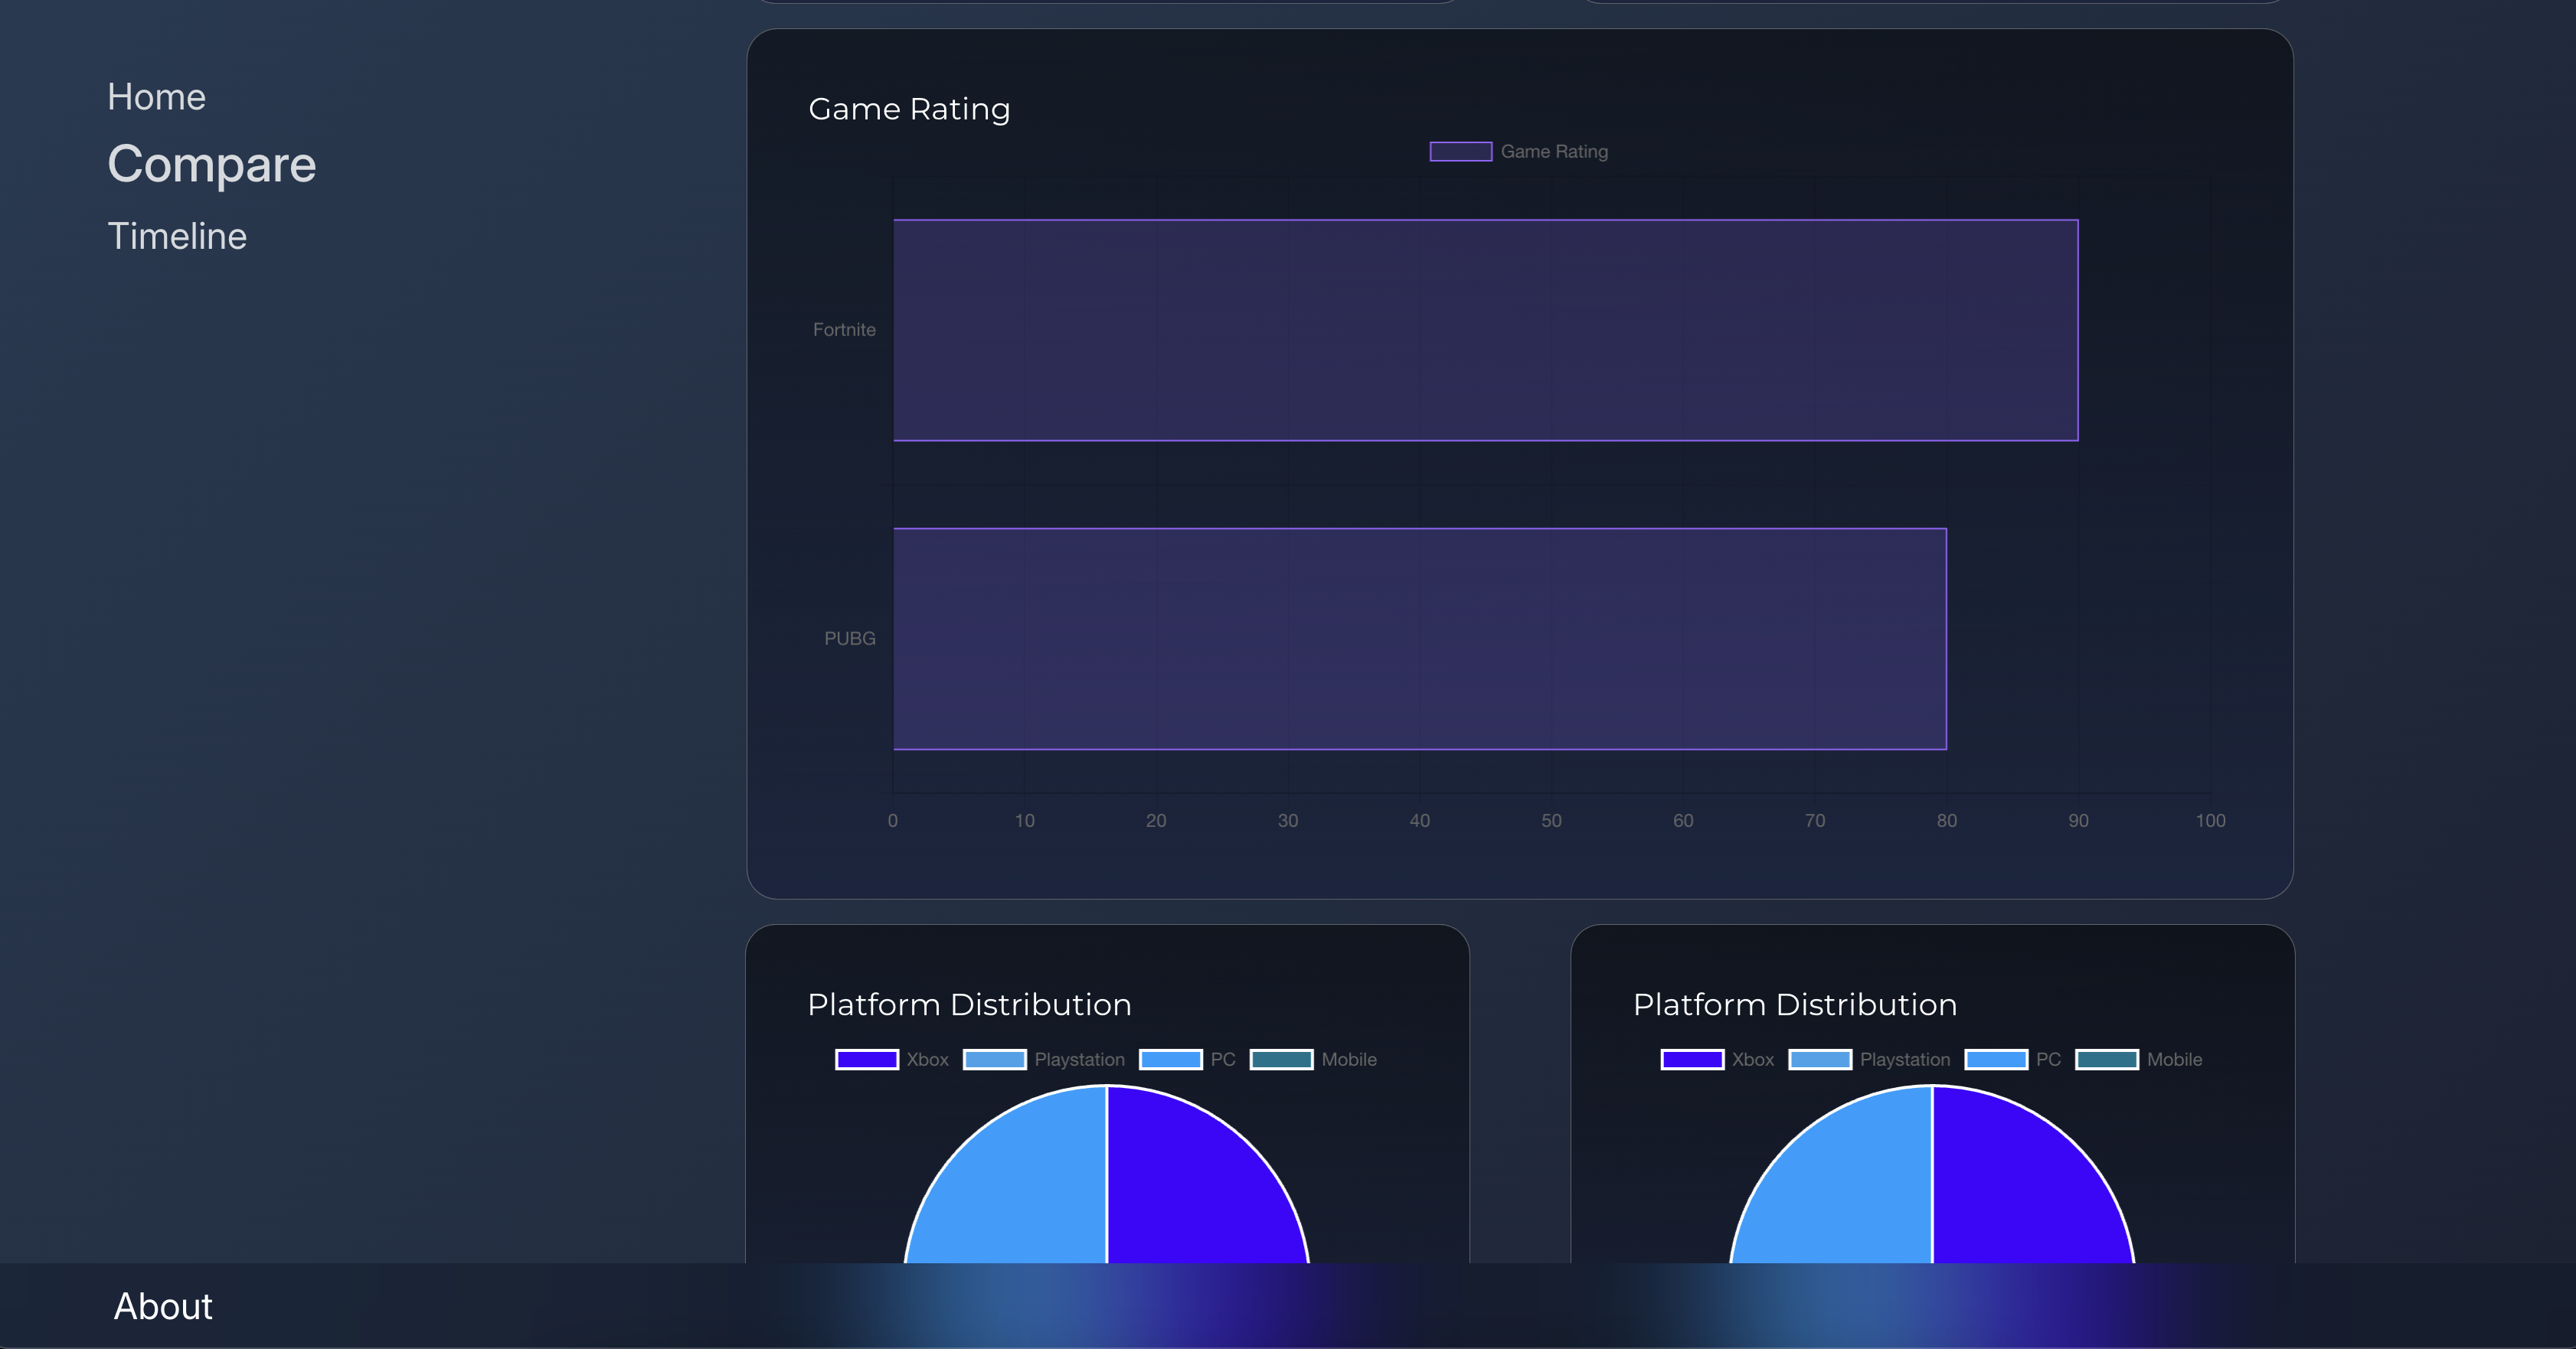 Home
Compare
Timeline
Game Rating
Game Rating
Fortnite
PUBG
0 10 20 30 40 50 60 70 80 90 100
Platform Distribution
Xbox Playstation PC Mobile
Platform Distribution
Xbox Playstation PC Mobile
About